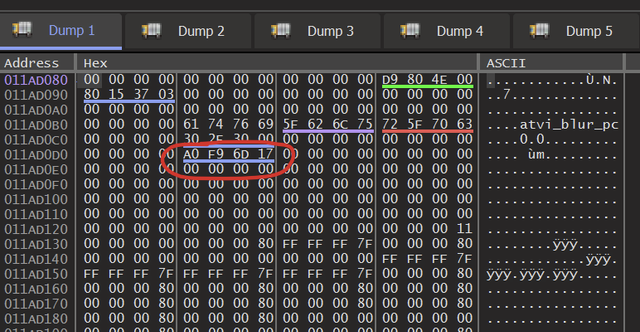 Dump 1 Dump 2 Dump 3 Dump 4 Dump 5
Address Hex ASCII
011AD080 00 00 00 00 00 00 00 00 00 00 00 00 D9 80 4E 00 ............Ù.N.
011AD090 80 15 37 03 00 00 00 00 00 00 00 00 00 00 00 00 ..7.............
011AD0A0 00 00 00 00 00 00 00 00 00 00 00 00 00 00 00 00 ................
011AD0B0 00 00 00 00 61 74 76 69 5F 62 6C 75 72 5F 70 63 ....atvi_blur_pc
011AD0C0 00 00 00 00 30 2E 30 00 00 00 00 00 00 00 00 00 ....0.0.........
011AD0D0 00 00 00 00 A0 F9 6D 17 00 00 00 00 00 00 00 00 .... ùm.........
011AD0E0 00 00 00 00 00 00 00 00 00 00 00 00 00 00 00 00 ................
011AD0F0 00 00 00 00 00 00 00 00 00 00 00 00 00 00 00 00 ................
011AD100 00 00 00 00 00 00 00 00 00 00 00 00 00 00 00 00 ................
011AD110 00 00 00 00 00 00 00 00 00 00 00 00 00 00 00 00 ................
011AD120 00 00 00 00 00 00 00 00 00 00 00 00 00 00 00 11 ................
011AD130 00 00 00 00 00 00 00 80 FF FF FF 7F 00 00 00 80 ........ÿÿÿ.....
011AD140 00 00 00 00 00 00 00 80 00 00 00 00 FF FF FF 7F ............ÿÿÿ.
011AD150 FF FF FF 7F FF FF FF 7F FF FF FF 7F 00 00 00 80 ÿÿÿ.ÿÿÿ.ÿÿÿ.....
011AD160 00 00 00 00 00 00 00 80 00 00 00 00 00 00 00 80 ................
011AD170 00 00 00 00 00 00 00 80 00 00 00 00 00 00 00 80 ................
011AD180 00 00 00 00 00 00 00 80 00 00 00 00 00 00 00 80 ................